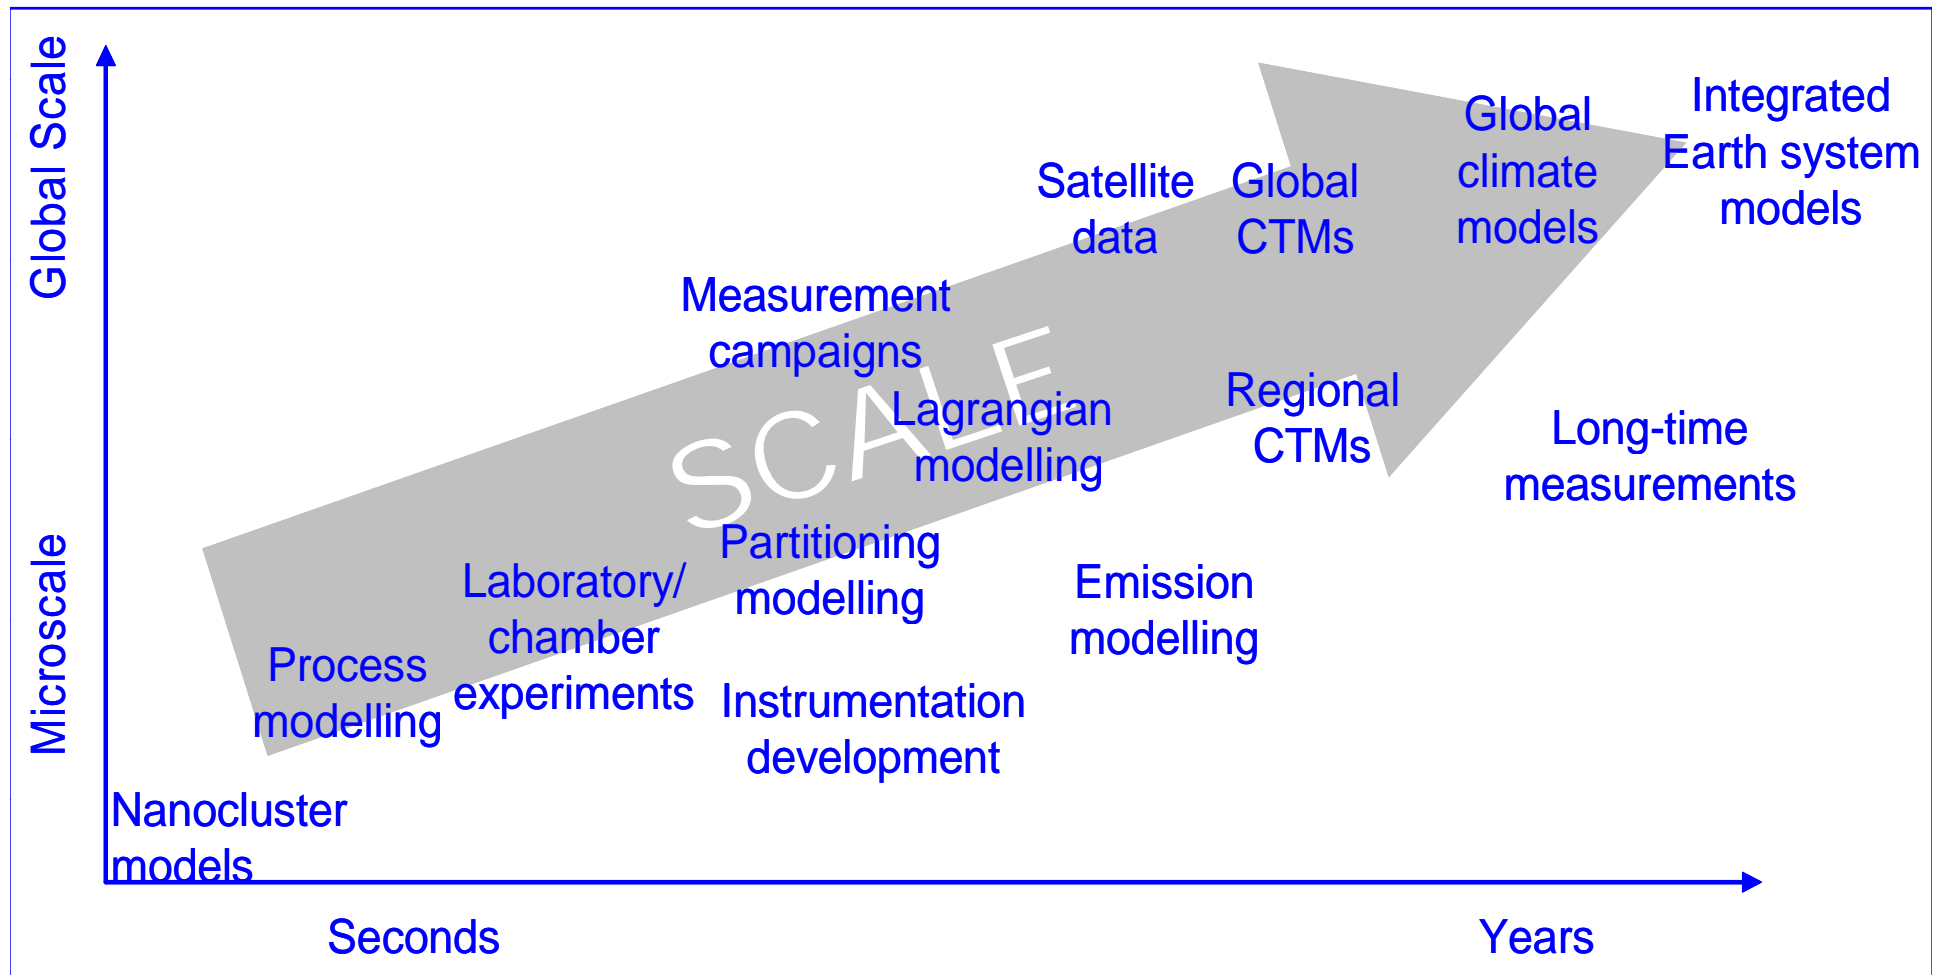 Global Scale
Microscale
Integrated
Earth system
models
Global
climate
models
Satellite
data
Global
CTMs
Measurement
campaigns
SCALE
Lagrangian
modelling
Regional
CTMs
Long-time
measurements
Partitioning
modelling
Emission
modelling
Laboratory/
chamber
experiments
Process
modelling
Instrumentation
development
Nanocluster
models
Seconds
Years